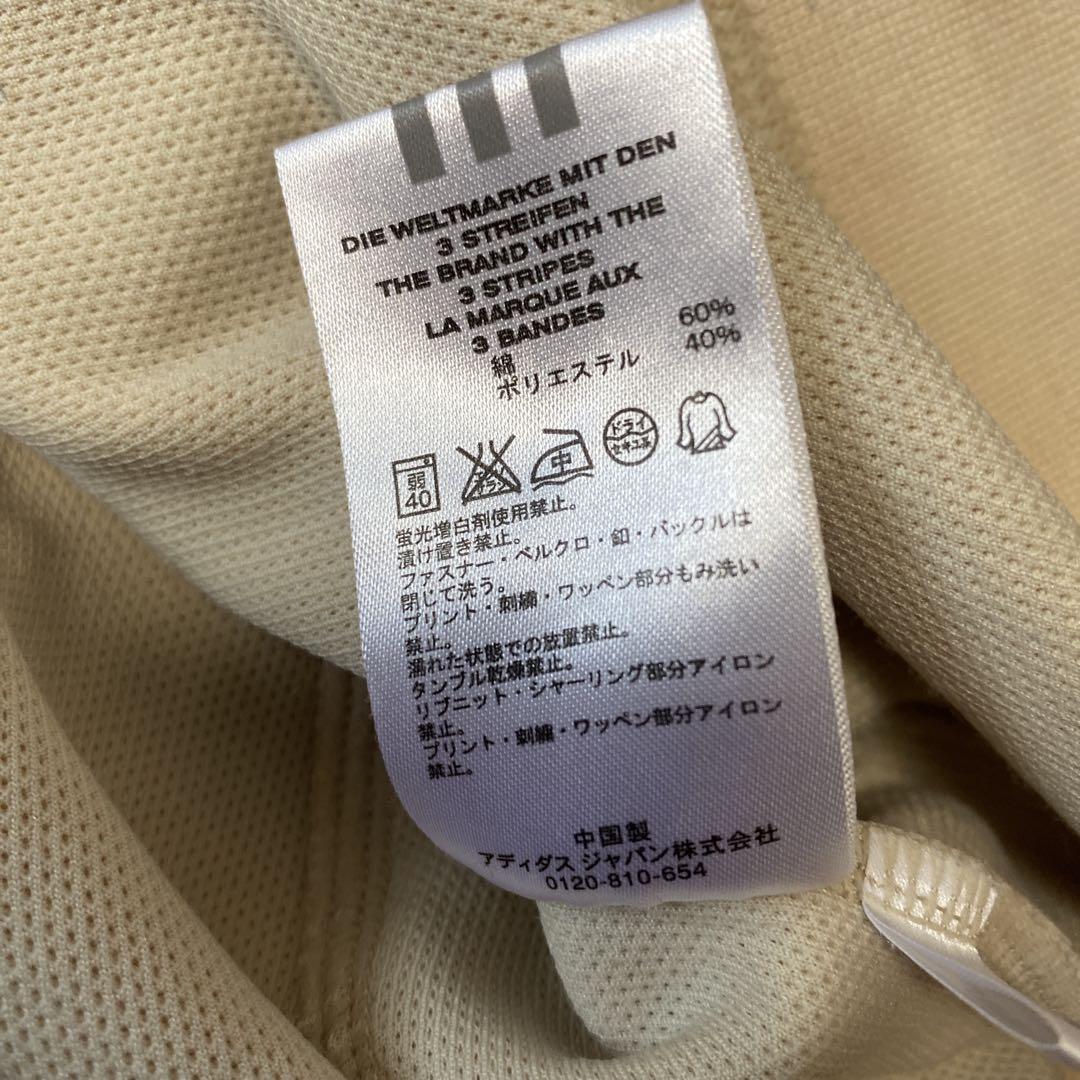 DIE WELTMARKE MIT DEN
3 STREIFEN
THE BRAND WITH THE
3 STRIPES
LA MARQUE AUX
3 BANDES
綿 60%
ポリエステル 40%
弱 40
中
ドライ
蛍光増白剤使用禁止。
漬け置き禁止。
ファスナー・ベルクロ・釦・バックルは
閉じて洗う。
プリント・刺繍・ワッペン部分もみ洗い
禁止。
濡れた状態での放置禁止。
タンブル乾燥禁止。
リブニット・シャーリング部分アイロン
禁止。
プリント・刺繍・ワッペン部分アイロン
禁止。
中国製
アディダス ジャパン株式会社
0120-810-654